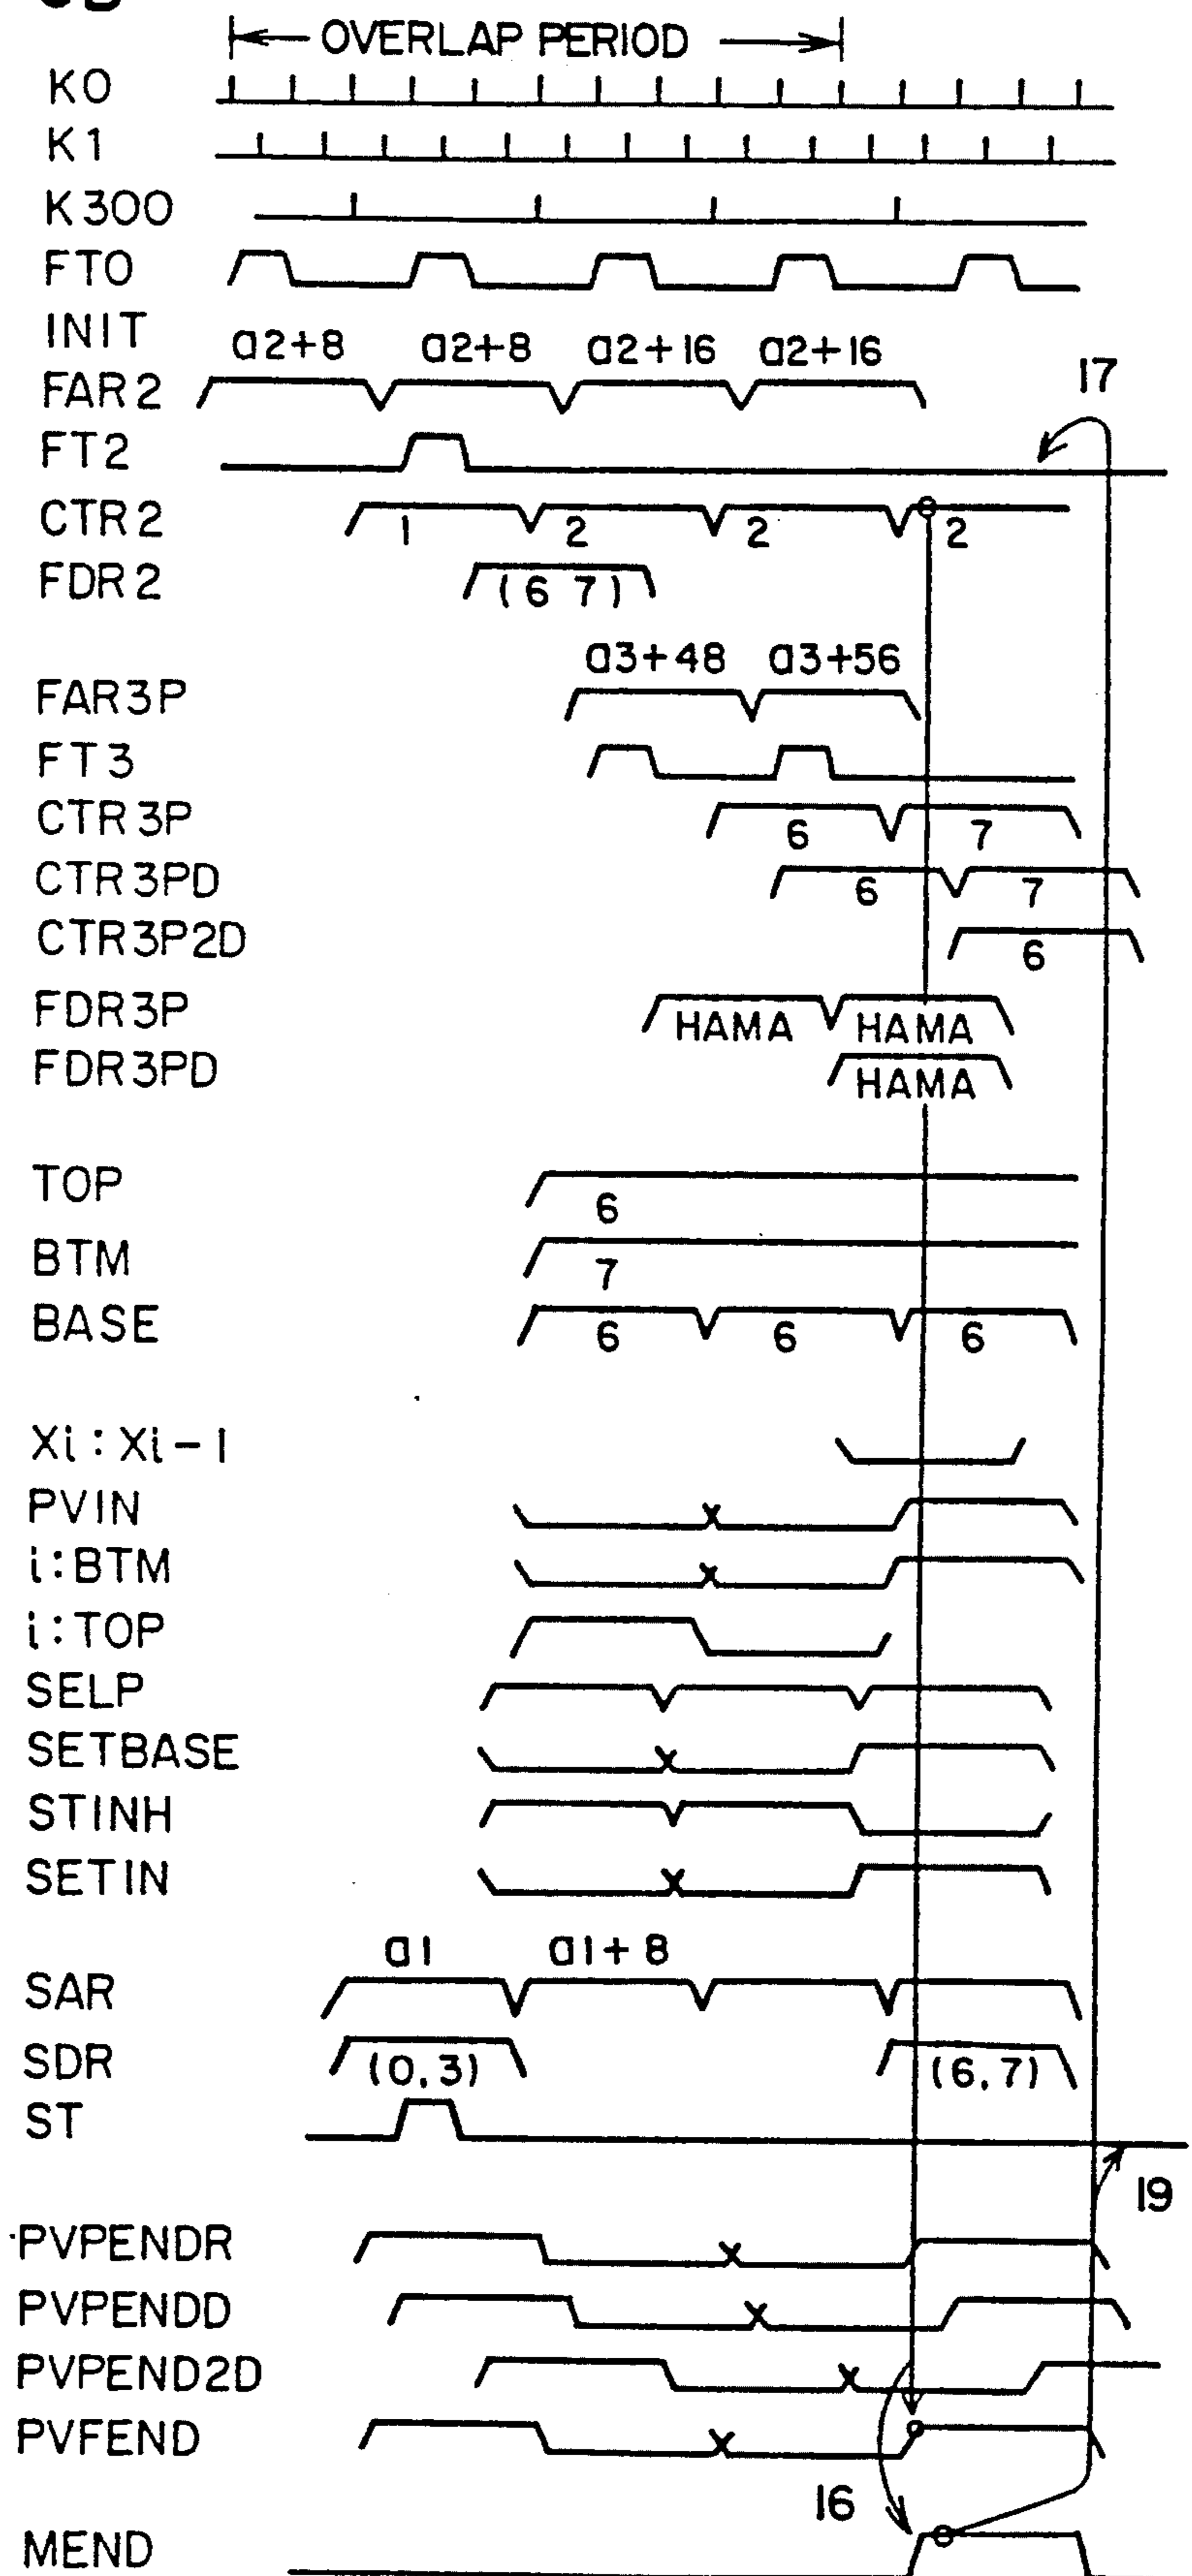 OVERLAP PERIOD
K0
K1
K300
FT0
INIT
a2+8 a2+8 a2+16 a2+16
FAR2
17
FT2
CTR2 1 2 2 2
FDR2 (6 7)
a3+48 a3+56
FAR3P
FT3
CTR3P 6 7
CTR3PD 6 7
CTR3P2D 6
FDR3P HAMA HAMA
FDR3PD HAMA
TOP 6
BTM 7
BASE 6 6 6
Xi:Xi-1
PVIN
i:BTM
i:TOP
SELP
SETBASE
STINH
SETIN
a1 a1+8
SAR
SDR (0,3) (6,7)
ST
19
PVPENDR
PVPENDD
PVPEND2D
PVFEND
16
MEND